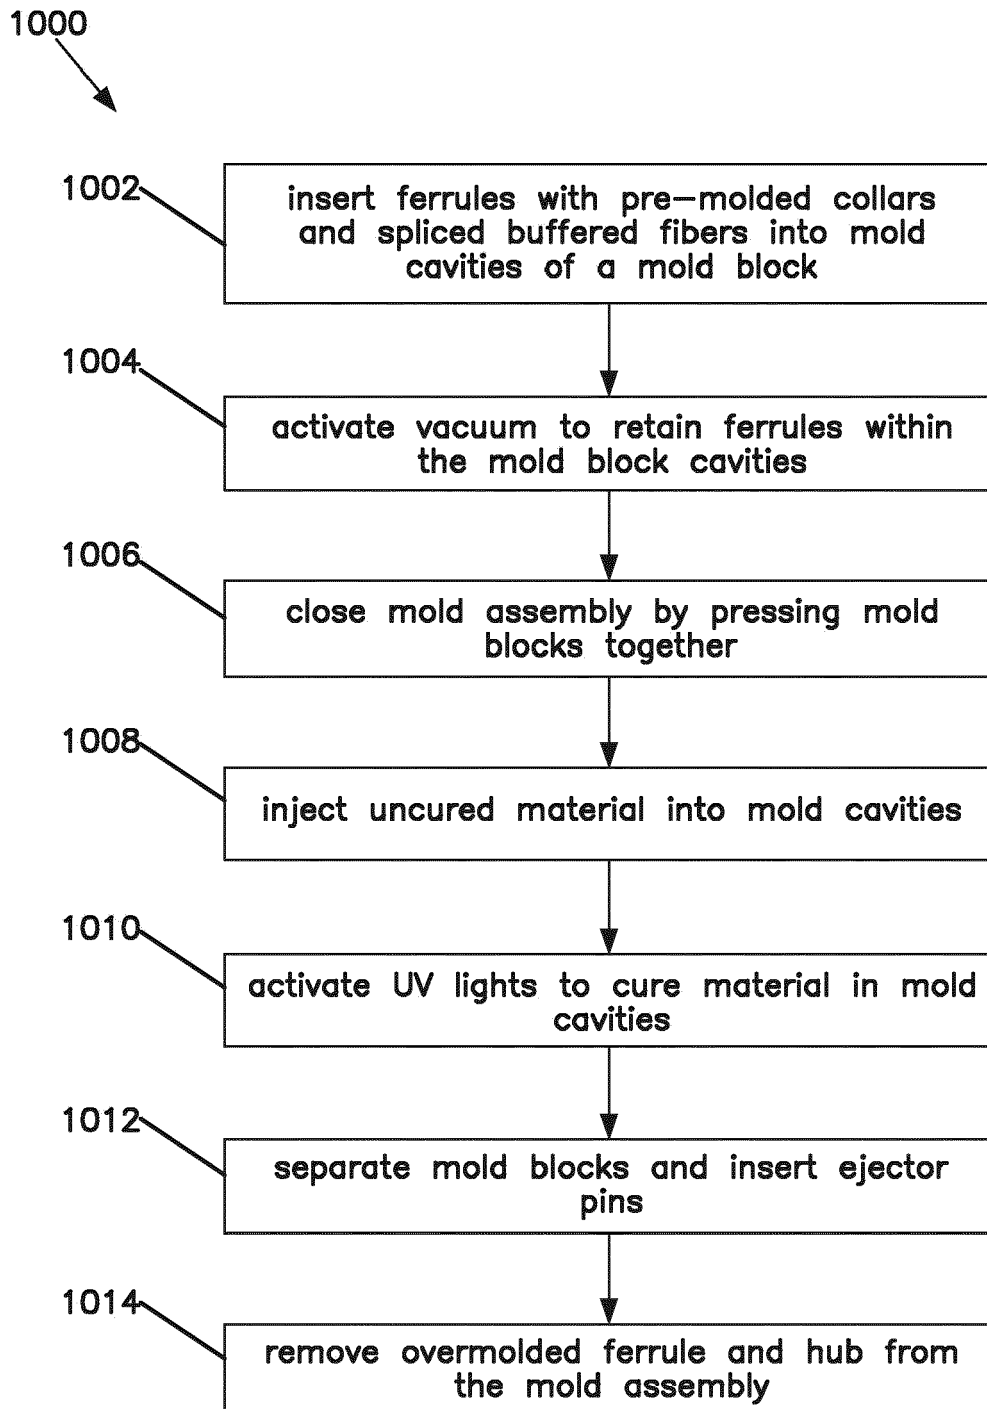 1000
1002
insert ferrules with pre-molded collars
and spliced buffered fibers into mold
cavities of a mold block
1004
activate vacuum to retain ferrules within
the mold block cavities
1006
close mold assembly by pressing mold
blocks together
1008
inject uncured material into mold cavities
1010
activate UV lights to cure material in mold
cavities
1012
separate mold blocks and insert ejector
pins
1014
remove overmolded ferrule and hub from
the mold assembly